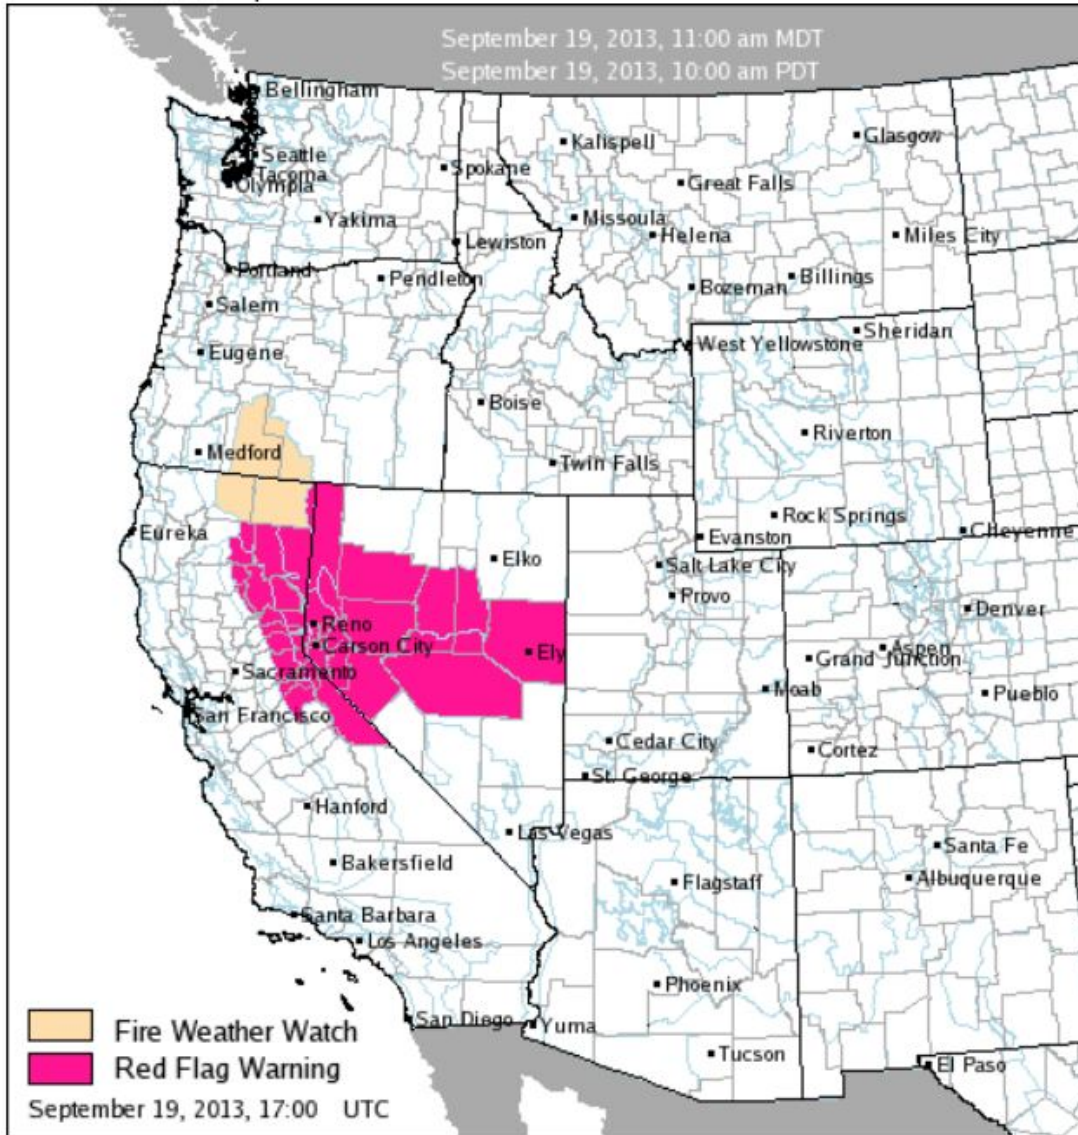 September 19, 2013, 11:00 am MDT
September 19, 2013, 10:00 am PDT
Bellingham
Glasgow
Kalispell
Seattle
Spokane
Tacoma
Great Falls
Olympia
Missoula
Yakima
Helena
Miles City
Lewiston
Portland
Pendleton
Billings
Bozeman
Salem
Sheridan
West Yellowstone
Eugene
Boise
Riverton
Medford
Twin Falls
Rock Springs
Eureka
Cheyenne
Evanston
Elko
Salt Lake City
Provo
Denver
Reno
Carson City
Ely
Aspen
Grand Junction
Sacramento
Moab
Pueblo
San Francisco
Cedar City
Cortez
St. George
Hanford
Las Vegas
Santa Fe
Bakersfield
Albuquerque
Flagstaff
Santa Barbara
Los Angeles
Phoenix
San Diego
Yuma
Tucson
El Paso
Fire Weather Watch
Red Flag Warning
September 19, 2013, 17:00 UTC